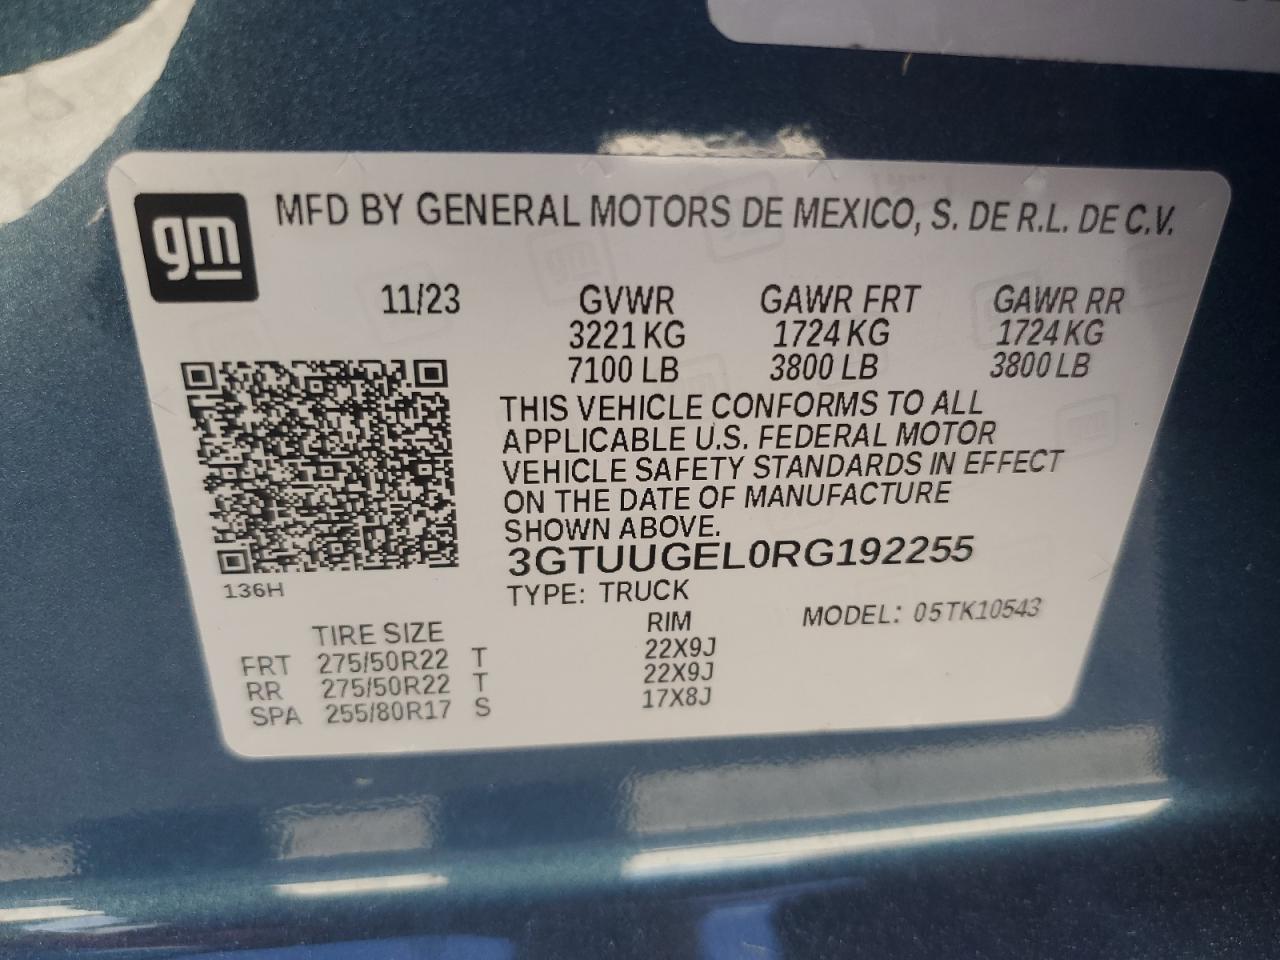 gm
MFD BY GENERAL MOTORS DE MEXICO, S. DE R.L. DE C.V.
11/23 GVWR GAWR FRT GAWR RR
3221 KG 1724 KG 1724 KG
7100 LB 3800 LB 3800 LB
THIS VEHICLE CONFORMS TO ALL
APPLICABLE U.S. FEDERAL MOTOR
VEHICLE SAFETY STANDARDS IN EFFECT
ON THE DATE OF MANUFACTURE
SHOWN ABOVE.
3GTUUGEL0RG192255
136H
TYPE: TRUCK
MODEL: 05TK10543
TIRE SIZE RIM
FRT 275/50R22 T 22X9J
RR 275/50R22 T 22X9J
SPA 255/80R17 S 17X8J